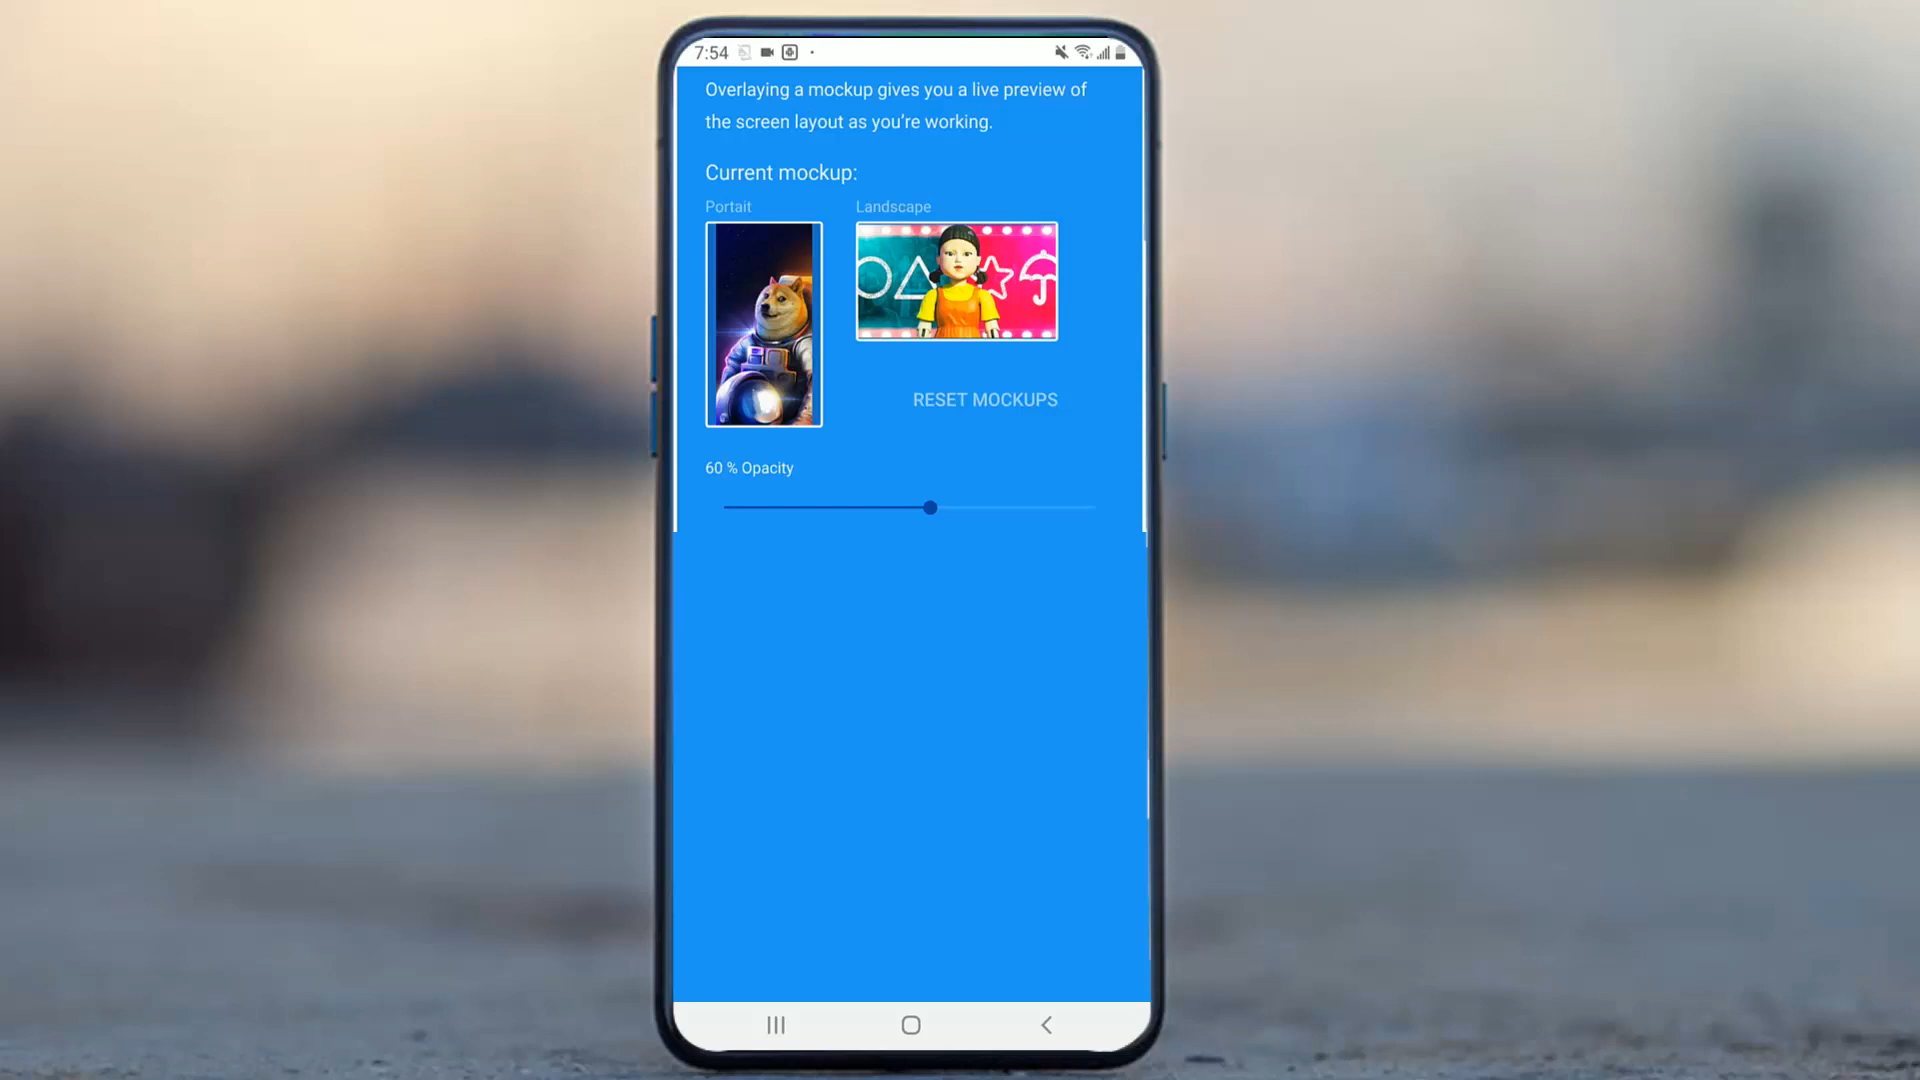 7:54
Overlaying a mockup gives you a live preview of
the screen layout as you’re working.
Current mockup:
Portait
Landscape
RESET MOCKUPS
60 % Opacity